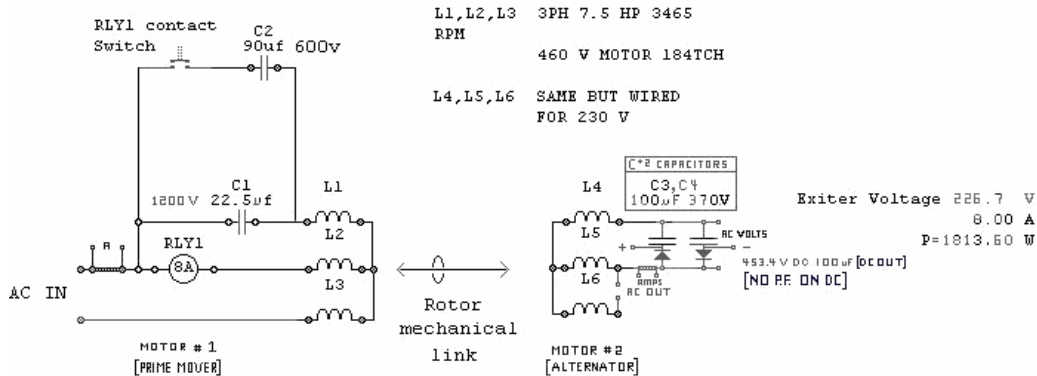 L1,L2,L3 3PH 7.5 HP 3465
RPM
460 V MOTOR 184TCH
L4,L5,L6 SAME BUT WIRED
FOR 230 V
RLY1 contact
Switch
C2
90uf 600v
1200V
C1
22.5uf
L1
L2
L3
A
RLY1
8A
AC IN
MOTOR # 1
[PRIME MOVER]
Rotor
mechanical
link
L4
L5
L6
C*2 CAPACITORS
C3,C4
100uF 370V
AC VOLTS
+
-
453.4 V DC 100uF [DC OUT]
[NO P.F. ON DC]
AMPS
AC OUT
MOTOR #2
[ALTERNATOR]
Exiter Voltage 226.7 V
8.00 A
P=1813.60 W